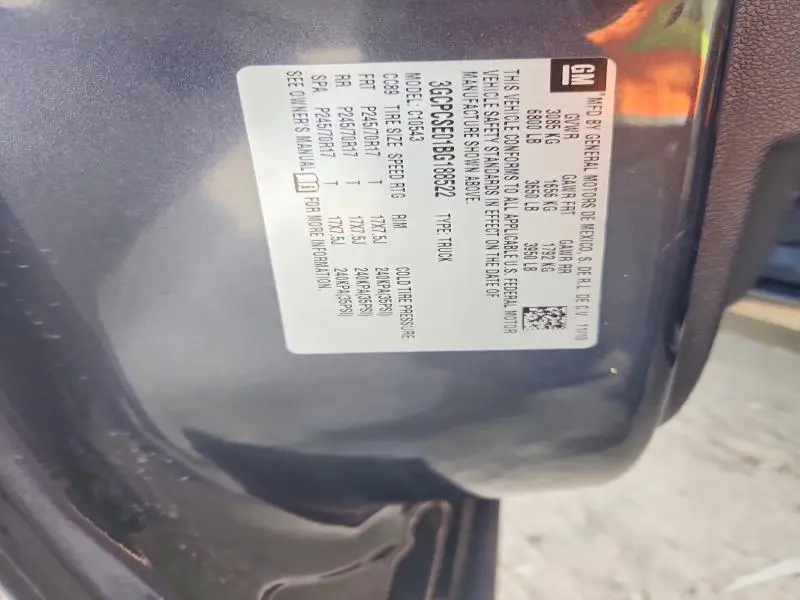 GM
*MFD BY GENERAL MOTORS DE MEXICO, S. DE R.L. DE C.V. 11/10
GVWR GAWR FRT GAWR RR
3085 KG 1656 KG 1792 KG
6800 LB 3650 LB 3950 LB
THIS VEHICLE CONFORMS TO ALL APPLICABLE U.S. FEDERAL MOTOR
VEHICLE SAFETY STANDARDS IN EFFECT ON THE DATE OF
MANUFACTURE SHOWN ABOVE.
3GCPCSE01BG188522 TYPE: TRUCK
MODEL: C10543
CC89 TIRE SIZE SPEED RTG RIM COLD TIRE PRESSURE
FRT P245/70R17 T 17X7.5J 240KPA(35PSI)
RR P245/70R17 T 17X7.5J 240KPA(35PSI)
SPA P245/70R17 T 17X7.5J 240KPA(35PSI)
SEE OWNER'S MANUAL FOR MORE INFORMATION